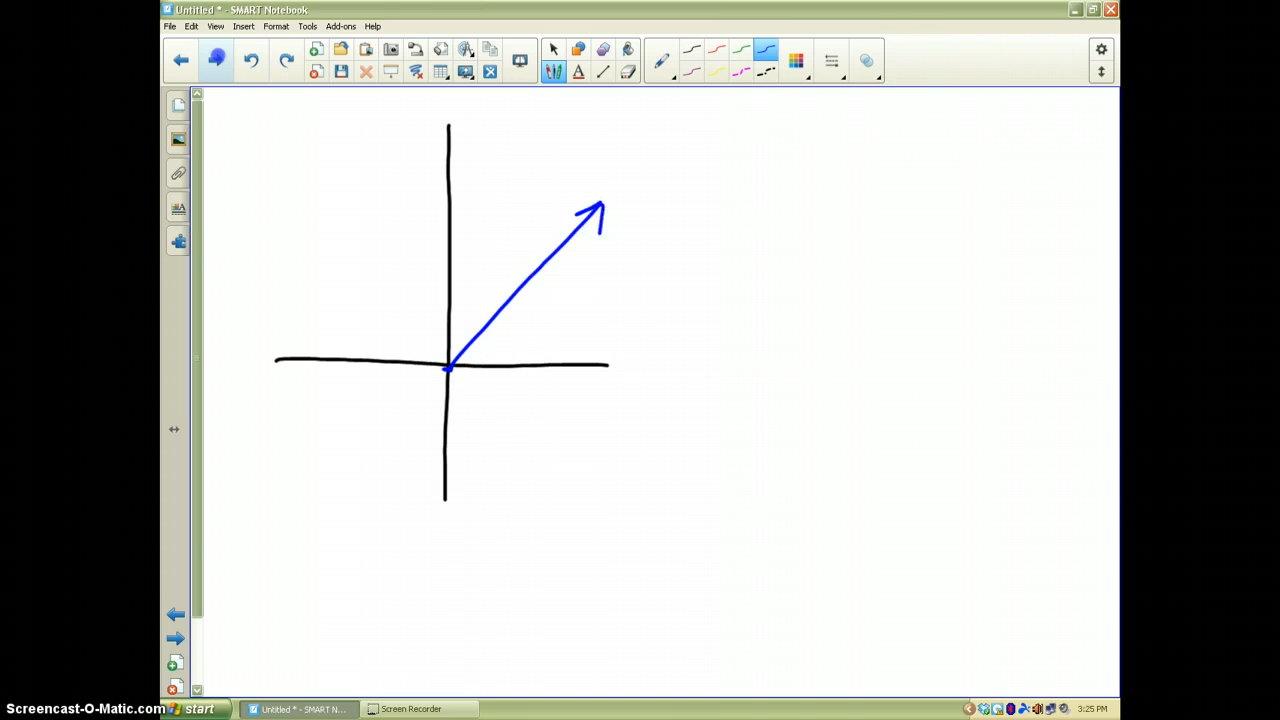 Untitled * - SMART Notebook
File Edit View Insert Format Tools Add-ons Help
Screencast-O-Matic.com
start
Untitled * - SMART N...
Screen Recorder
3:25 PM